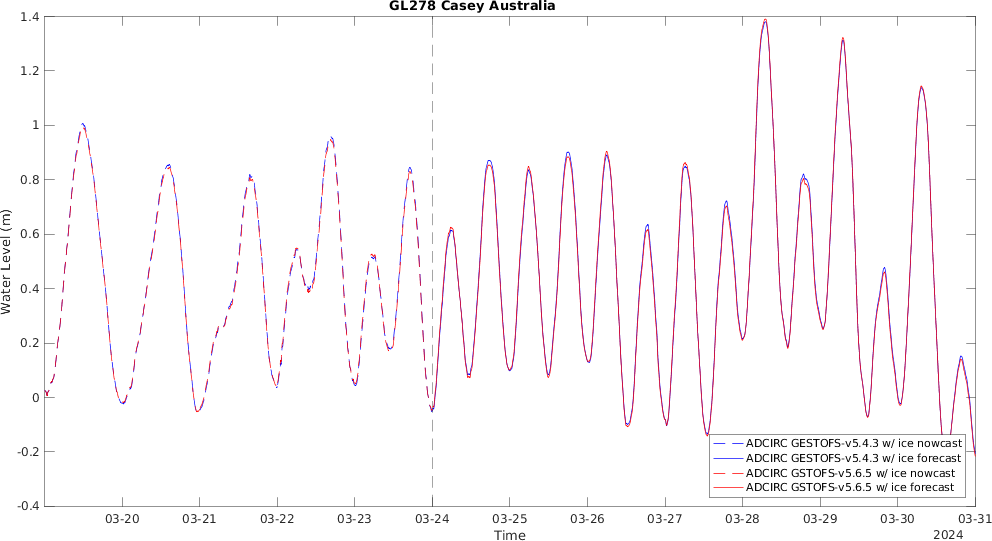 GL278 Casey Australia
1.4
1.2
1
0.8
0.6
0.4
0.2
0
-0.2
-0.4
Water Level (m)
ADCIRC GESTOFS-v5.4.3 w/ ice nowcast
ADCIRC GESTOFS-v5.4.3 w/ ice forecast
ADCIRC GSTOFS-v5.6.5 w/ ice nowcast
ADCIRC GSTOFS-v5.6.5 w/ ice forecast
03-20 03-21 03-22 03-23 03-24 03-25 03-26 03-27 03-28 03-29 03-30 03-31
Time
2024